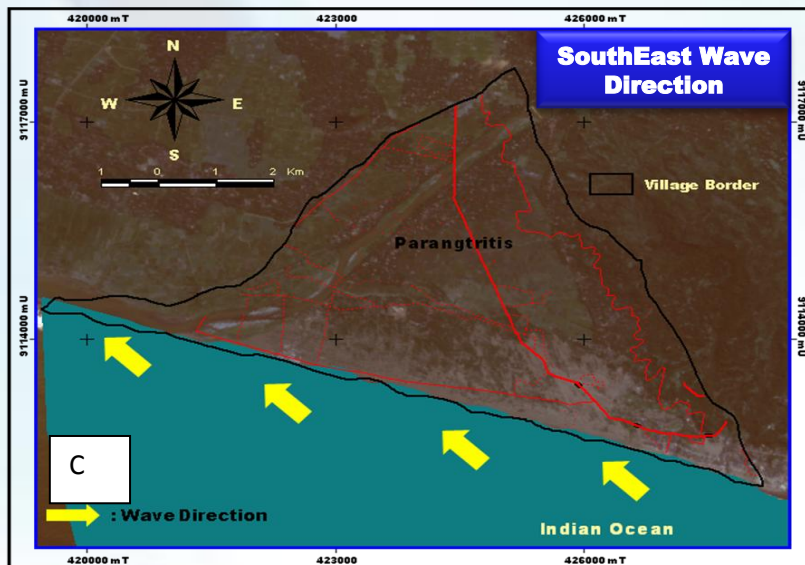 420000 mT
423000
426000 mT
SouthEast Wave
Direction
N
W
E
S
9117000 mU
9117000 mU
1 0 1 2 Km
Village Border
Parangtritis
9114000 mU
9114000 mU
C
: Wave Direction
Indian Ocean
420000 mT
423000
426000 mT